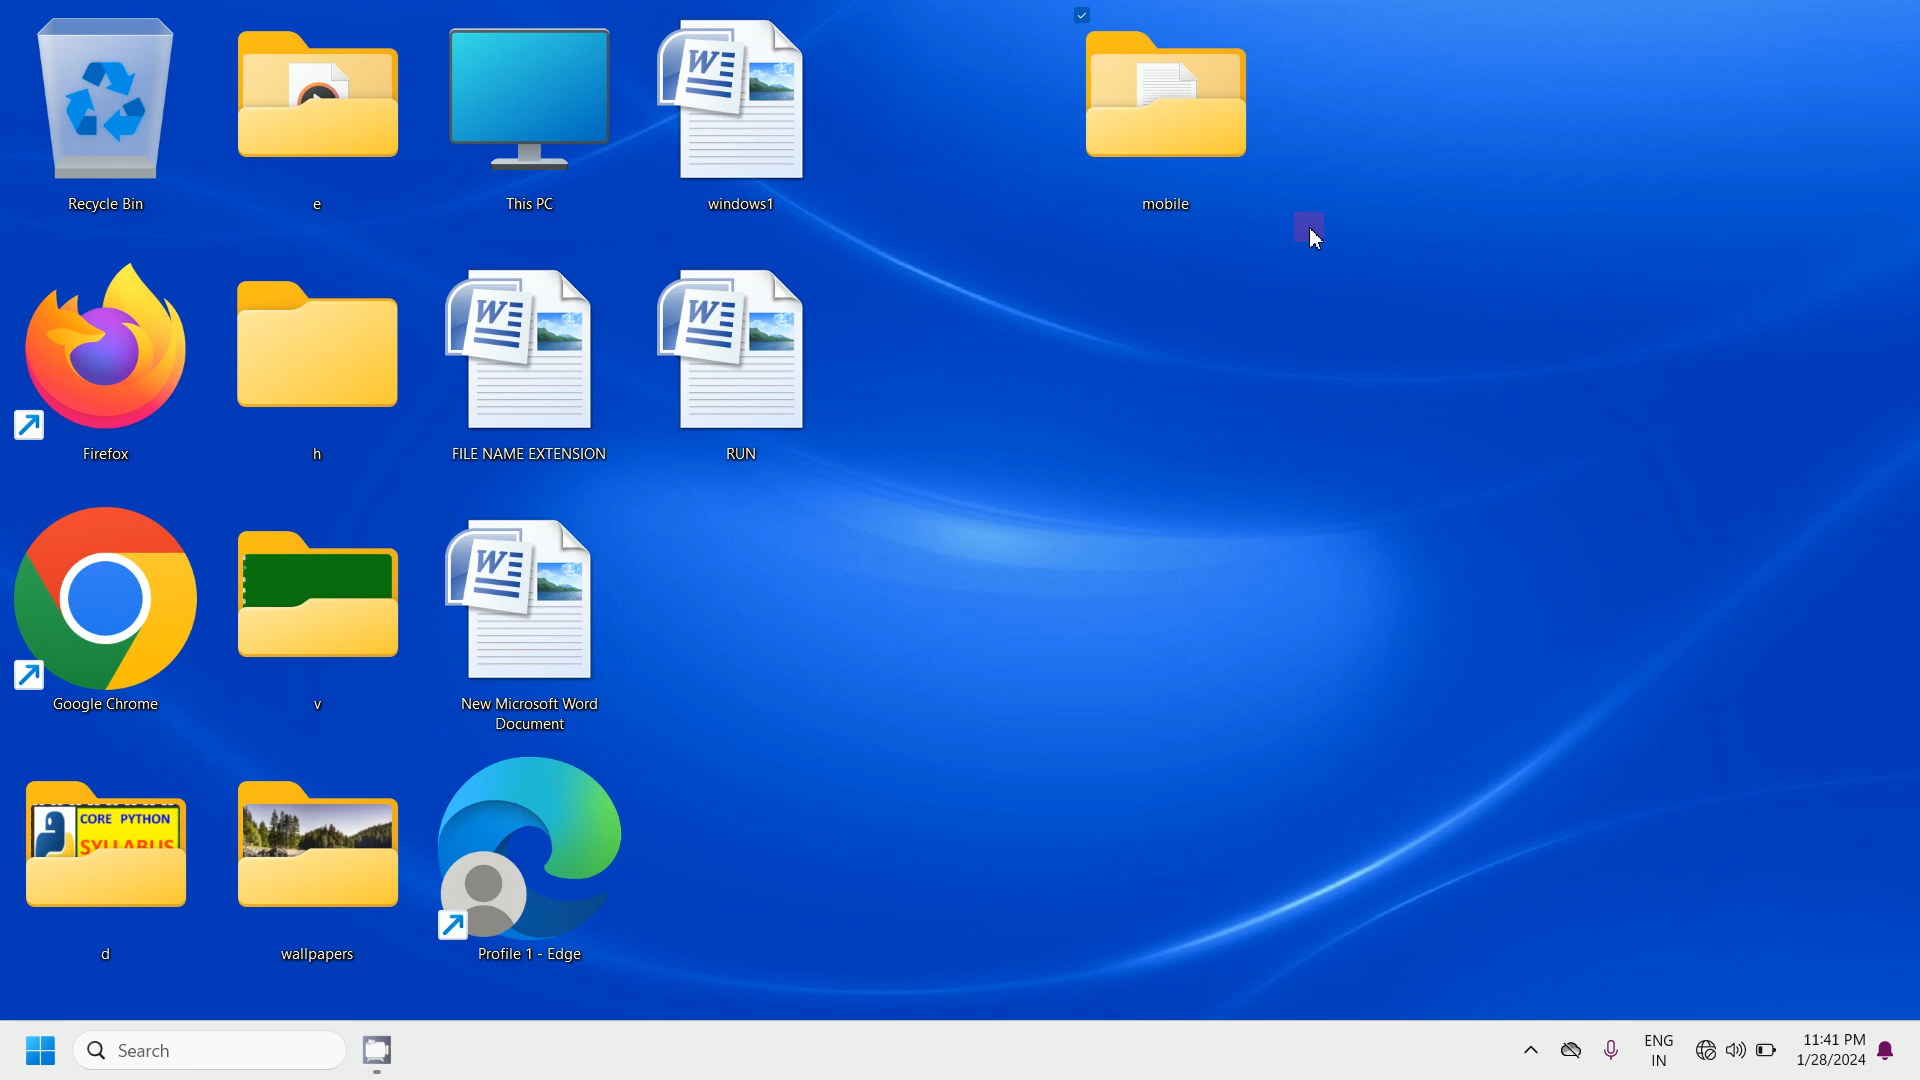 Recycle Bin
e
This PC
windows1
mobile
Firefox
h
FILE NAME EXTENSION
RUN
Google Chrome
v
New Microsoft Word
Document
CORE PYTHON
SYLLABUS
d
wallpapers
Profile 1 - Edge
Search
ENG
IN
11:41 PM
1/28/2024